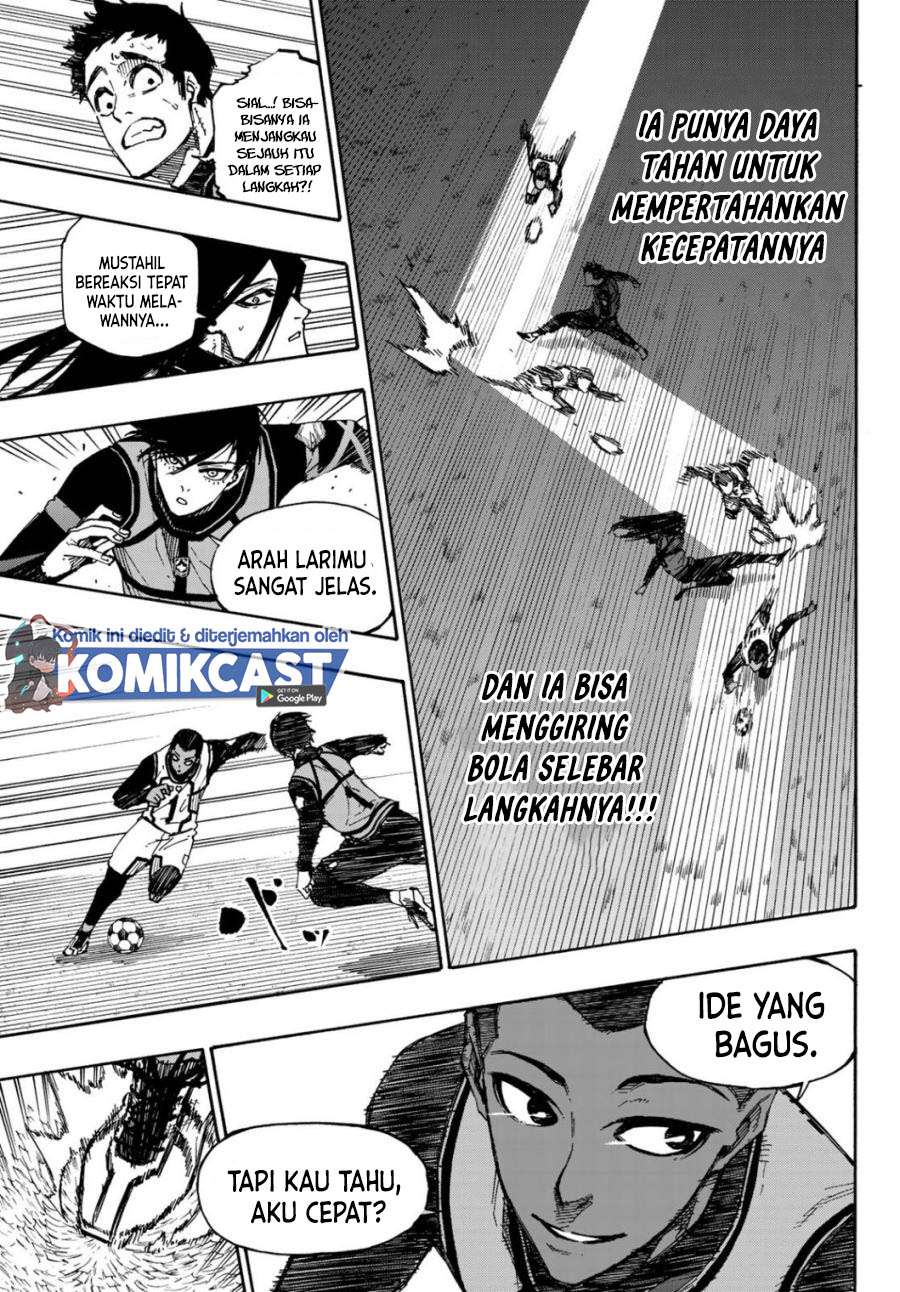 IA PUNYA DAYA
TAHAN UNTUK
MEMPERTAHANKAN
KECEPATANNYA
DAN IA BISA
MENGGIRING
BOLA SELEBAR
LANGKAHNYA!!!
SIAL..! BISA-
BISANYA IA
MENJANGKAU
SEJAUH ITU
DALAM SETIAP
LANGKAH?!
MUSTAHIL
BEREAKSI TEPAT
WAKTU MELA-
WANNYA...
ARAH LARIMU
SANGAT JELAS.
Komik ini diedit & diterjemahkan oleh
KOMIKCAST
GET IT ON
Google Play
1
IDE YANG
BAGUS.
TAPI KAU TAHU,
AKU CEPAT?